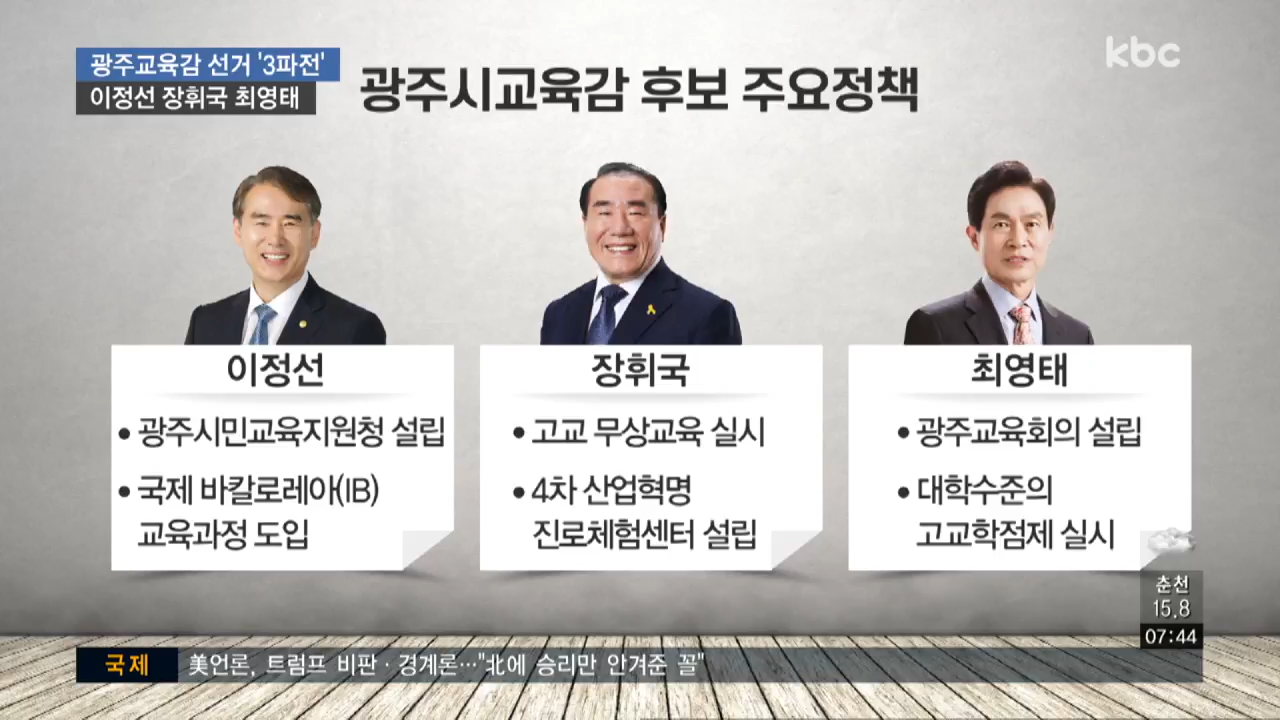 광주교육감 선거 '3파전'
이정선 장휘국 최영태
kbc
광주시교육감 후보 주요정책
이정선
• 광주시민교육지원청 설립
• 국제 바칼로레아(IB)
교육과정 도입
장휘국
• 고교 무상교육 실시
• 4차 산업혁명
진로체험센터 설립
최영태
• 광주교육회의 설립
• 대학수준의
고교학점제 실시
춘천
15.8
07:44
국제 美언론, 트럼프 비판·경계론…"北에 승리만 안겨준 꼴"